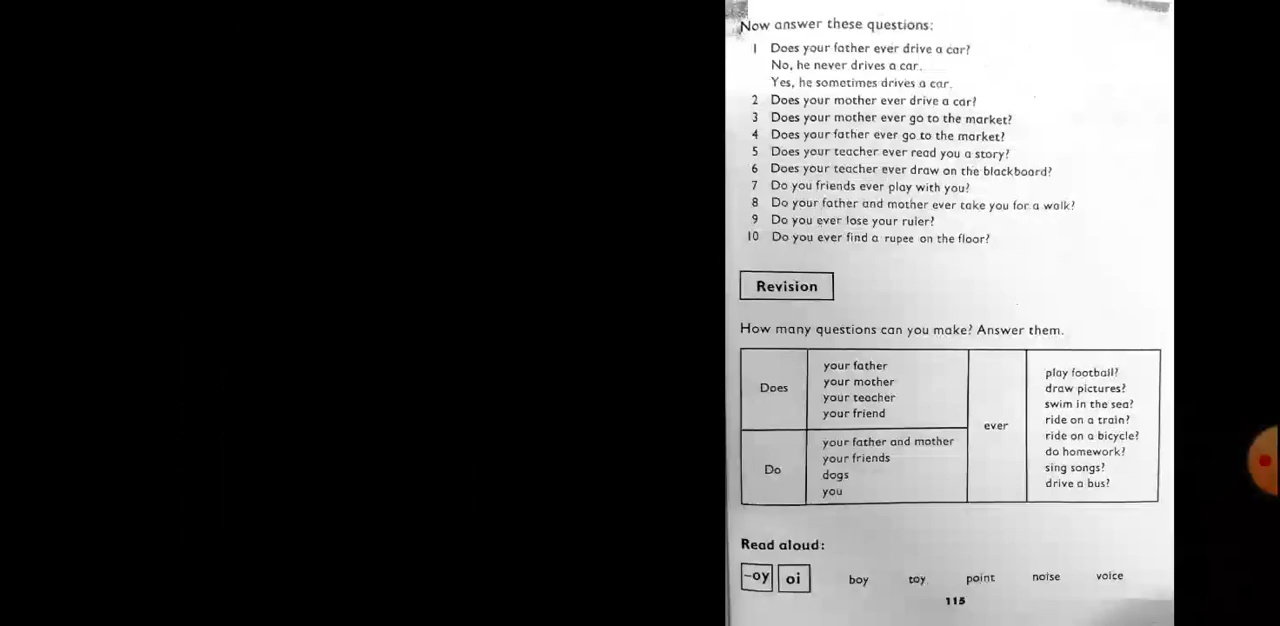 Now answer these questions:
1 Does your father ever drive a car?
No, he never drives a car.
Yes, he sometimes drives a car.
2 Does your mother ever drive a car?
3 Does your mother ever go to the market?
4 Does your father ever go to the market?
5 Does your teacher ever read you a story?
6 Does your teacher ever draw on the blackboard?
7 Do you friends ever play with you?
8 Do your father and mother ever take you for a walk?
9 Do you ever lose your ruler?
10 Do you ever find a rupee on the floor?
Revision
How many questions can you make? Answer them.
Does
your father
your mother
your teacher
your friend
Do
your father and mother
your friends
dogs
you
ever
play football?
draw pictures?
swim in the sea?
ride on a train?
ride on a bicycle?
do homework?
sing songs?
drive a bus?
Read aloud:
-oy oi boy toy point noise voice
115